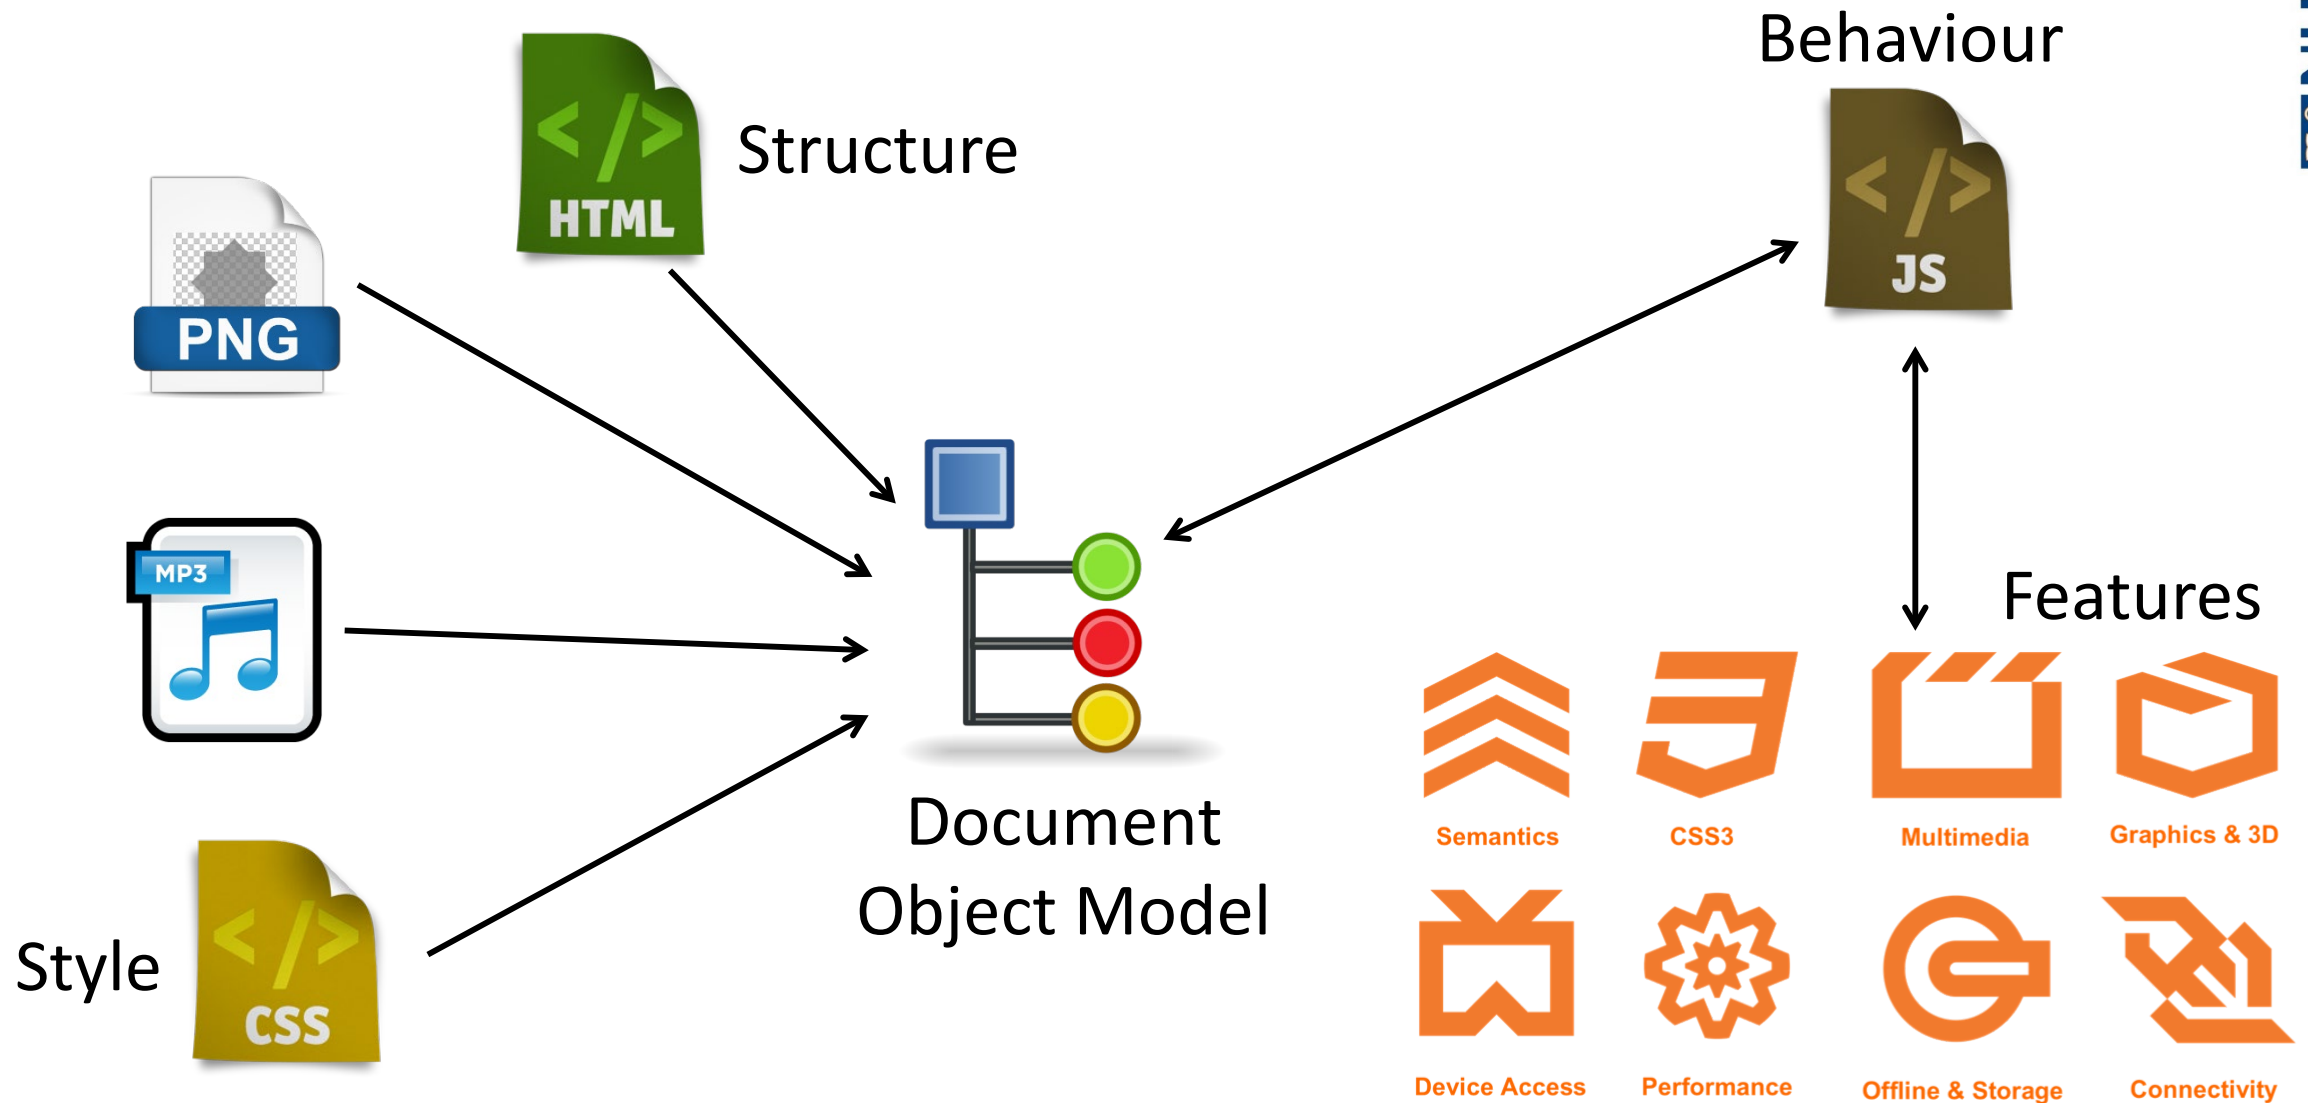 Behaviour
</>
HTML
Structure
</>
JS
PNG
MP3
Features
Document
Object Model
Style
</>
CSS
Semantics
CSS3
Multimedia
Graphics & 3D
Device Access
Performance
Offline & Storage
Connectivity